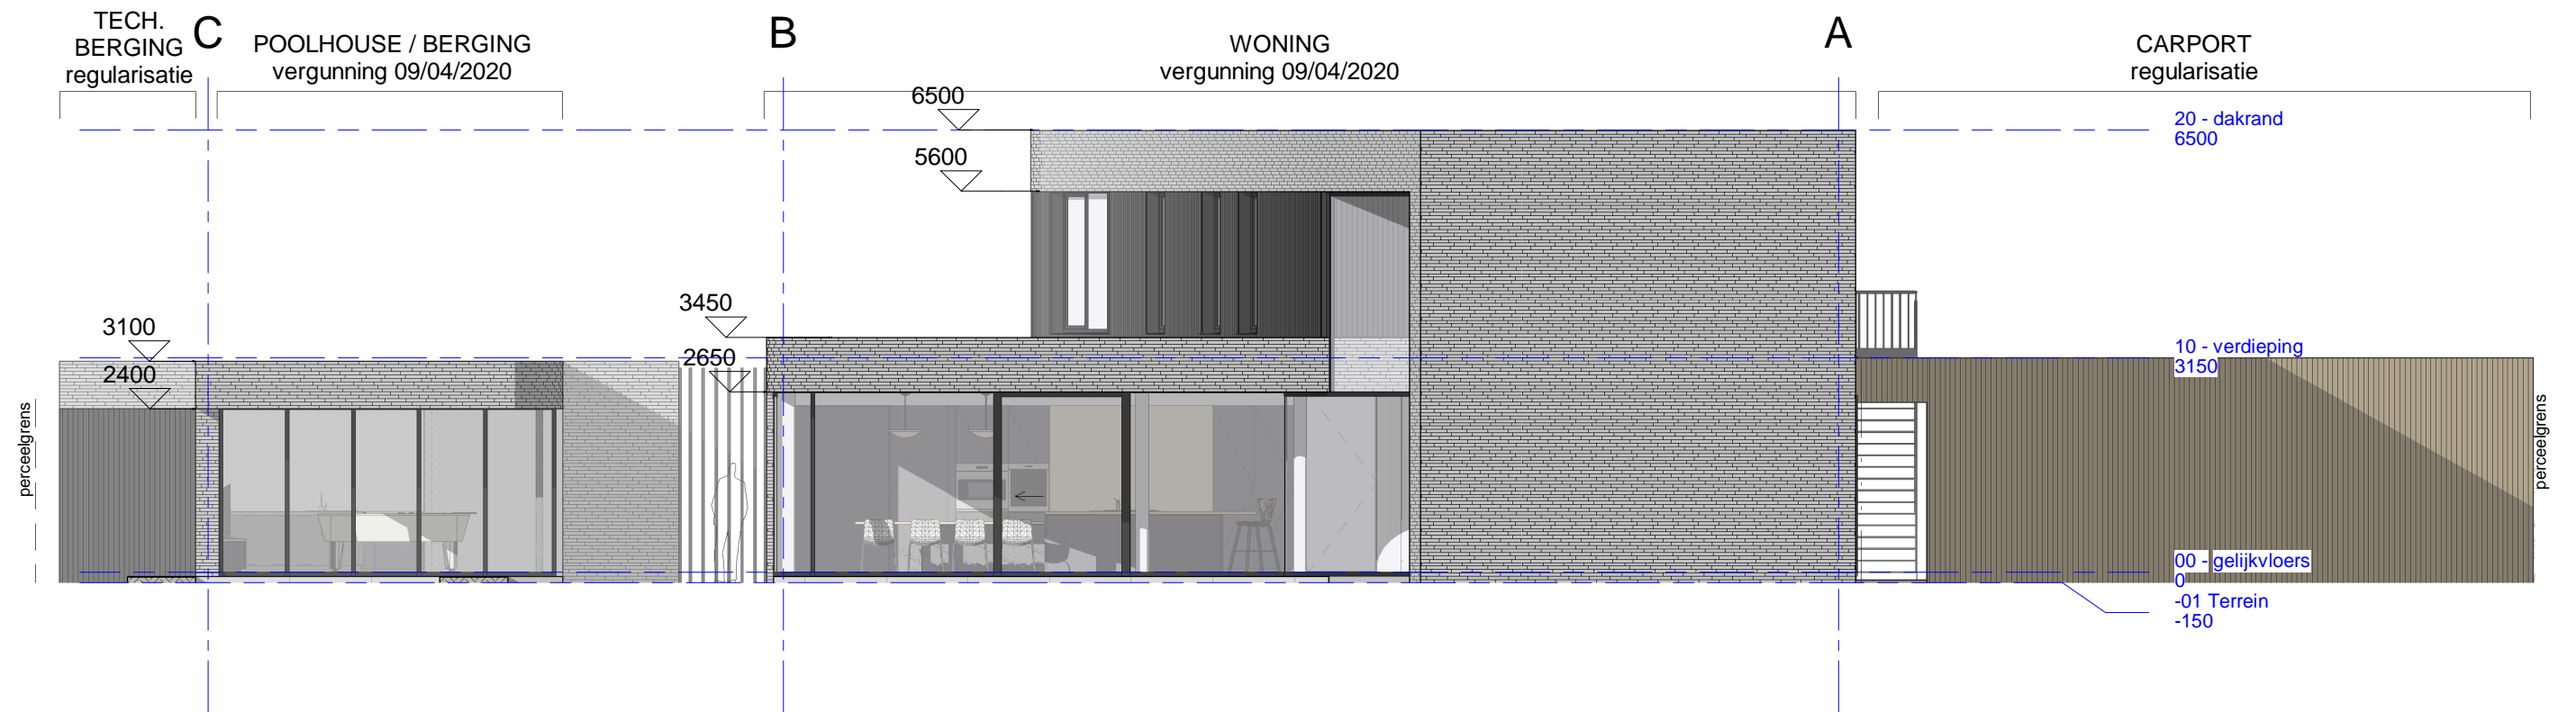 TECH.
BERGING
regularisatie
C
POOLHOUSE / BERGING
vergunning 09/04/2020
B
WONING
vergunning 09/04/2020
A
CARPORT
regularisatie
6500
5600
3450
2650
3100
2400
20 - dakrand
6500
10 - verdieping
3150
00 - gelijkvloers
0
-01 Terrein
-150
perceelgrens
perceelgrens